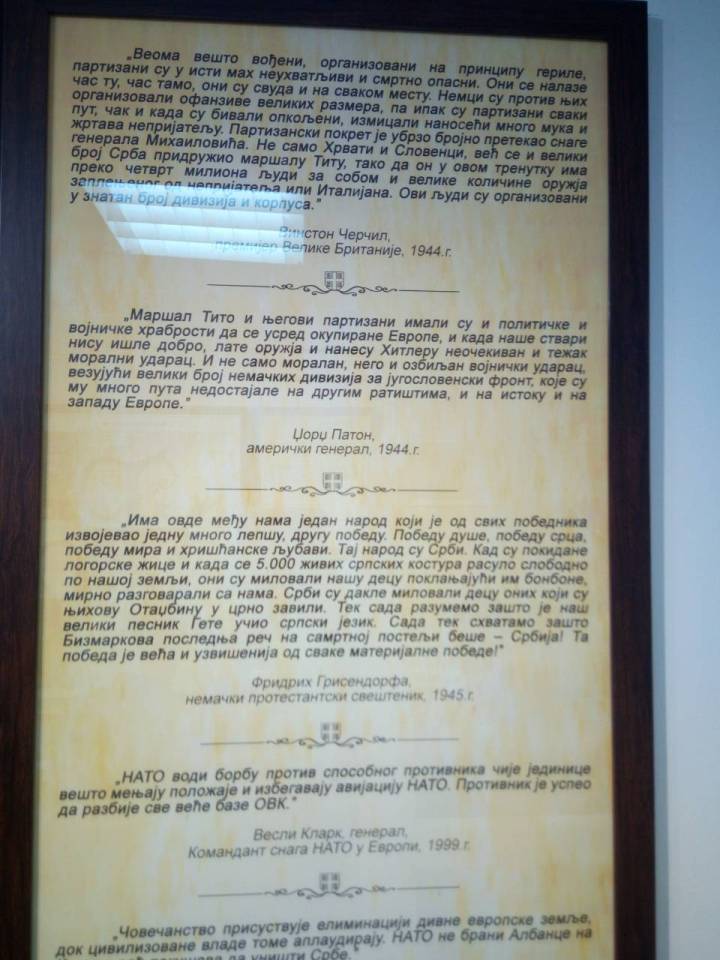 „Веома вешто вођени, организовани на принципу гериле,
партизани су у исти мах неухватљиви и смртно опасни. Они се налазе
час ту, час тамо, они су свуда и на сваком месту. Немци су против њих
организовали офанзиве великих размера, па ипак су партизани сваки
пут, чак и када су бивали опкољени, измицали наносећи много мука и
жртава непријатељу. Партизански покрет је убрзо бројно претекао снаге
генерала Михаиловића. Не само Хрвати и Словенци, већ се и велики
број Срба придружио маршалу Титу, тако да он у овом тренутку има
преко четврт милиона људи за собом и велике количине оружја
заплењеног од непријатеља или Италијана. Ови људи су организовани
у знатан број дивизија и корпуса."
Винстон Черчил,
премијер Велике Британије, 1944.г.
„Маршал Тито и његови партизани имали су и политичке и
војничке храбрости да се усред окупиране Европе, и када наше ствари
нису ишле добро, лате оружја и нанесу Хитлеру неочекиван и тежак
морални ударац. И не само моралан, него и озбиљан војнички ударац,
везујући велики број немачких дивизија за југословенски фронт, које су
му много пута недостајале на другим ратиштима, и на истоку и на
западу Европе."
Џорџ Патон,
амерички генерал, 1944.г.
„Има овде међу нама један народ који је од свих победника
извојевао једну много лепшу, другу победу. Победу душе, победу срца,
победу мира и хришћанске љубави. Тај народ су Срби. Кад су покидане
логорске жице и када се 5.000 живих српских костура расуло слободно
по нашој земљи, они су миловали нашу децу поклањајући им бонбоне,
мирно разговарали са нама. Срби су дакле миловали децу оних који су
њихову Отаџбину у црно завили. Тек сада разумемо зашто је наш
велики песник Гете учио српски језик. Сада тек схватамо зашто
Бизмаркова последња реч на самртној постељи беше – Србија! Та
победа је већа и узвишенија од сваке материјалне победе!"
Фридрих Грисендорфа,
немачки протестантски свештеник, 1945.г.
„НАТО води борбу против способног противника чије јединице
вешто мењају положаје и избегавају авијацију НАТО. Противник је успео
да разбије све веће базе ОВК."
Весли Кларк, генерал,
Командант снага НАТО у Европи, 1999.г.
„Човечанство присуствује елиминацији дивне европске земље,
док цивилизоване владе томе аплаудирају. НАТО не брани Албанце на
да уништи Србе."